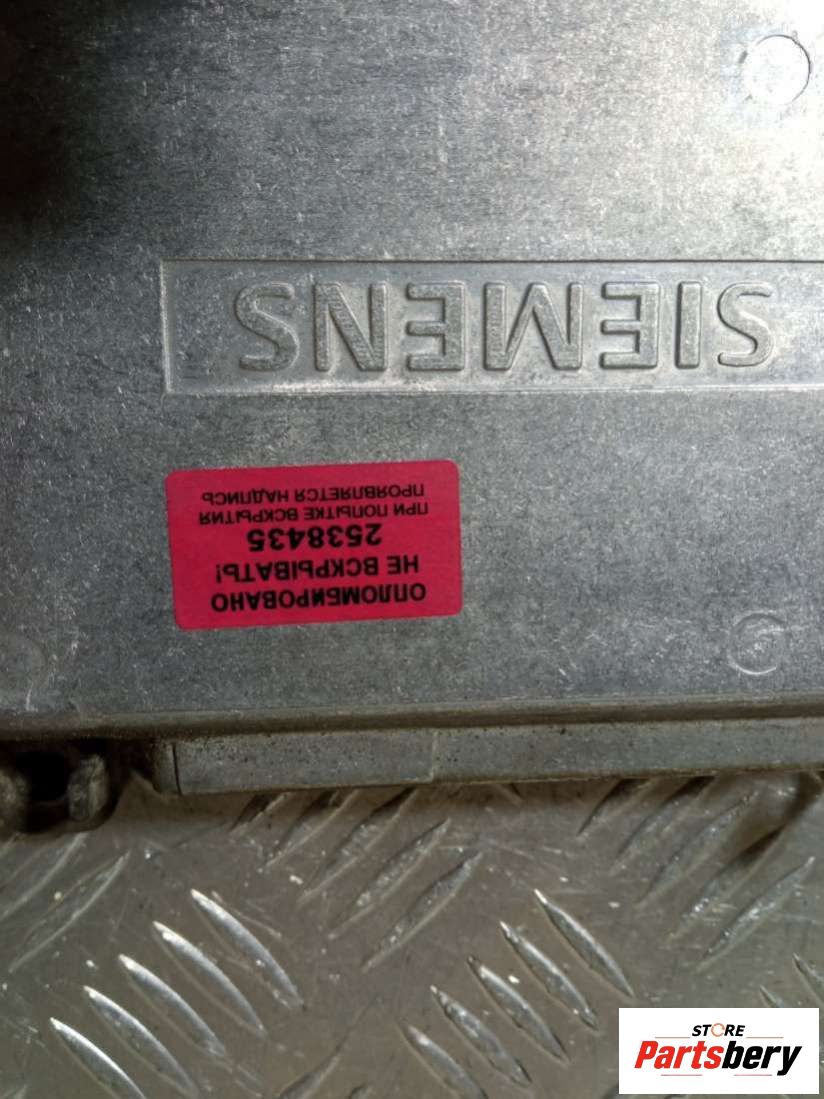 SIEMENS
ОПЛОМБИРОВАНО
НЕ ВСКРЫВАТЬ!
2538435
ПРИ ПОПЫТКЕ ВСКРЫТИЯ
ПРОЯВЛЯЕТСЯ НАДПИСЬ
STORE
Partsbery